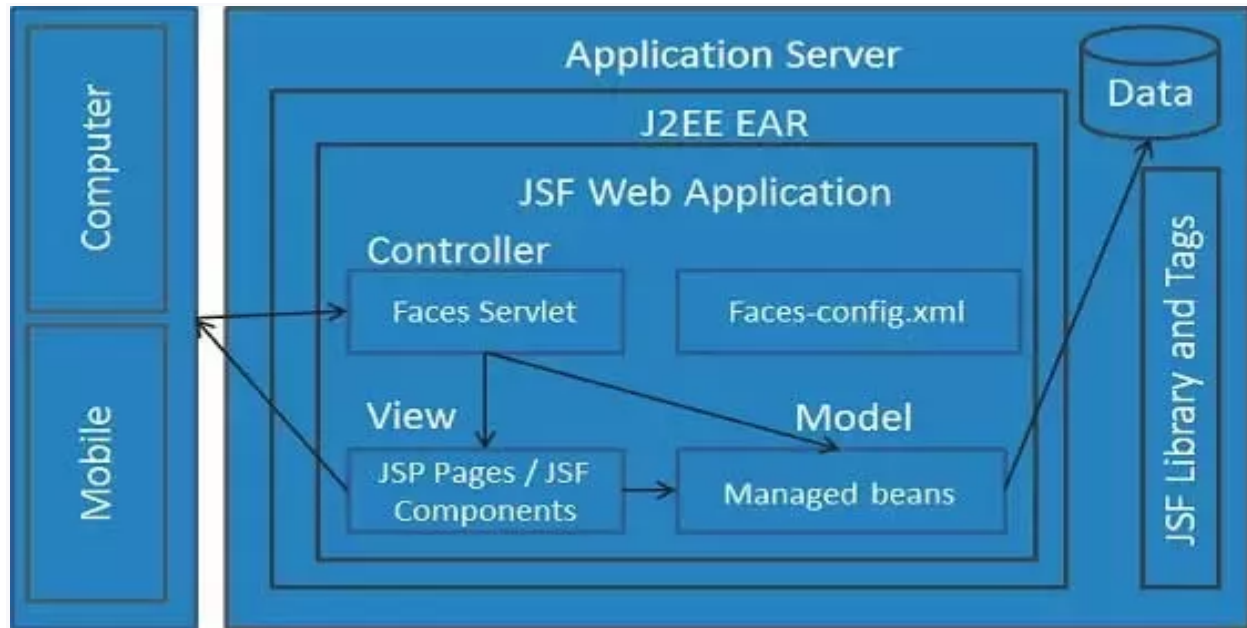 Computer
Mobile
Application Server
J2EE EAR
JSF Web Application
Controller
Faces Servlet
Faces-config.xml
View
JSP Pages / JSF
Components
Model
Managed beans
Data
JSF Library and Tags